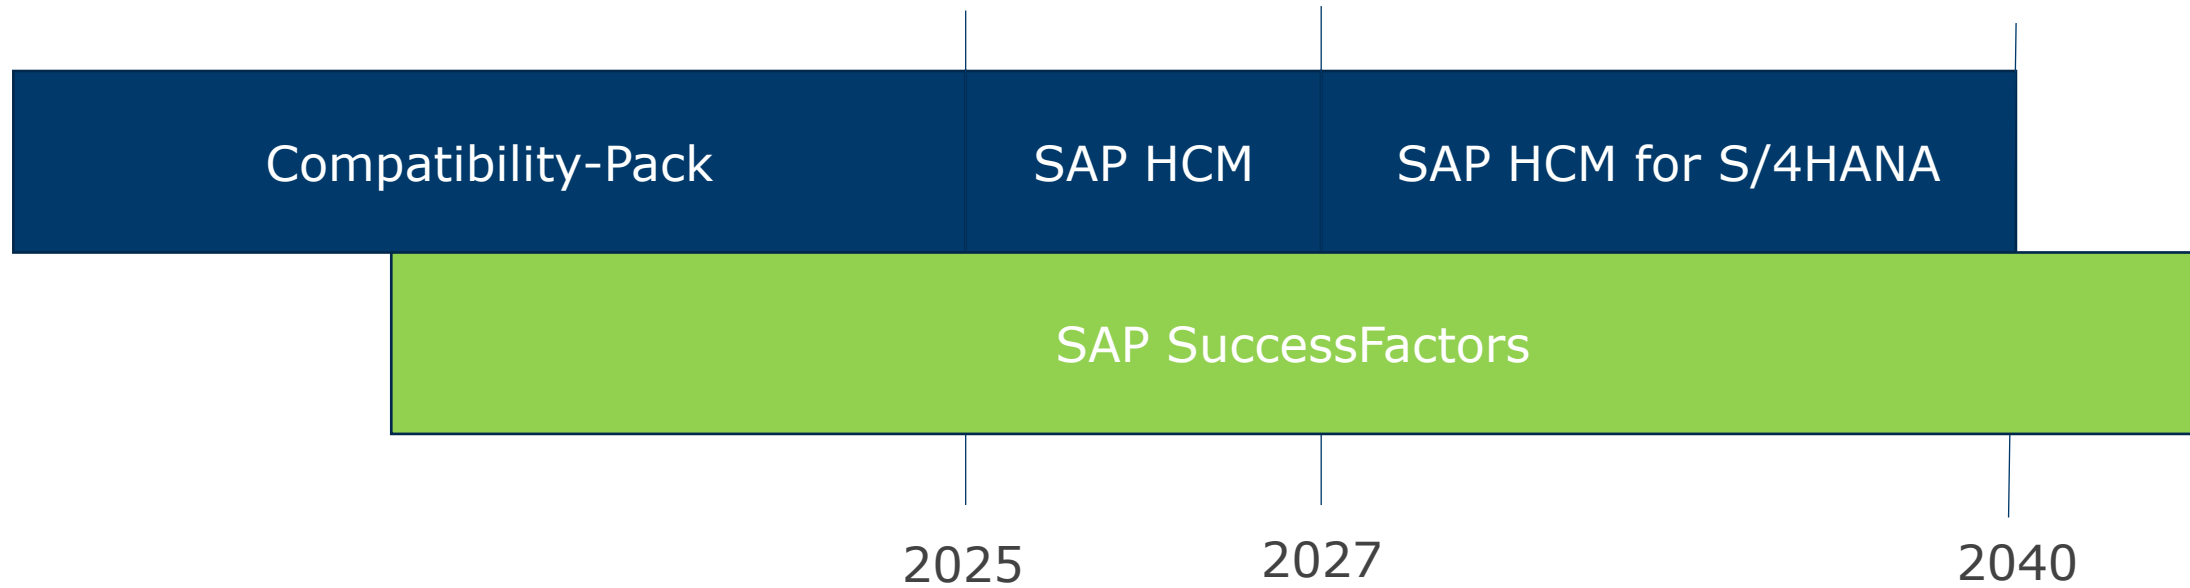 Compatibility-Pack
SAP HCM
SAP HCM for S/4HANA
SAP SuccessFactors
2025
2027
2040